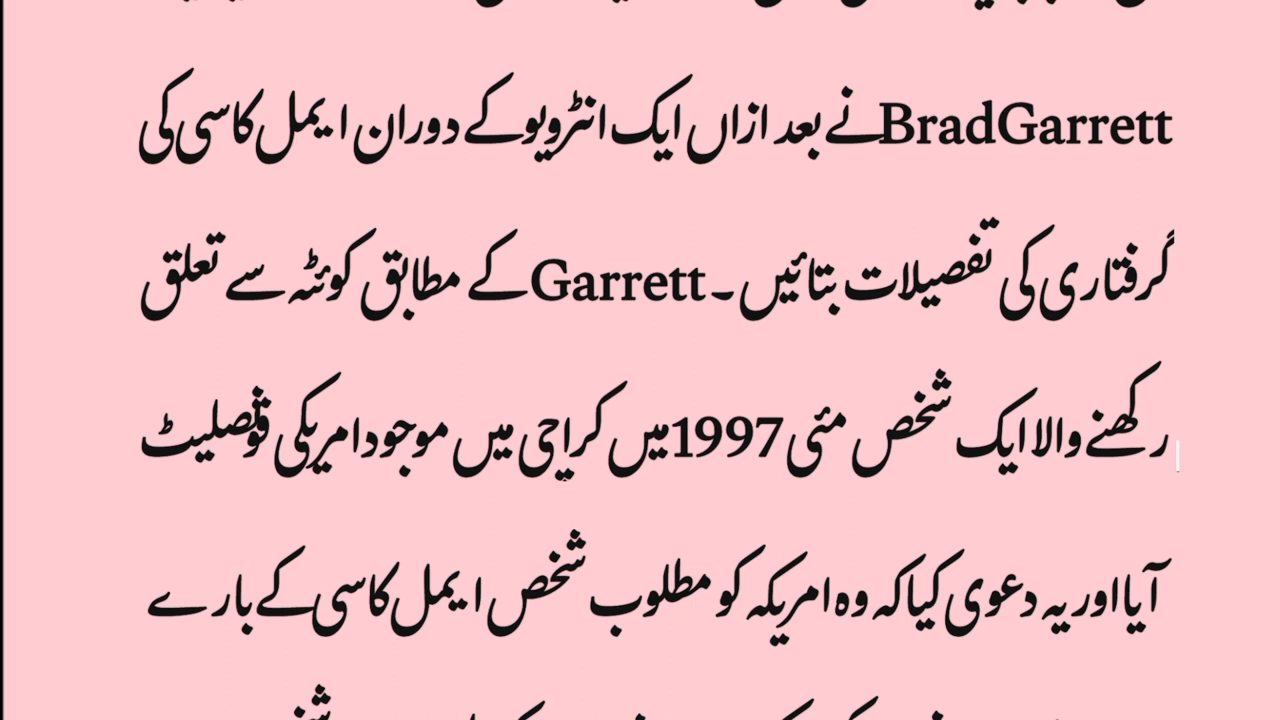 BradGarrett نے بعد ازاں ایک انٹرویو کے دوران ایمل کاسی کی
گرفتاری کی تفصیلات بتائیں۔ Garrett کے مطابق کوئٹہ سے تعلق
رکھنے والا ایک شخص مئی 1997 میں کراچی میں موجود امریکی قونصلیٹ
آیا اور یہ دعوی کیا کہ وہ امریکہ کو مطلوب شخص ایمل کاسی کے بارے